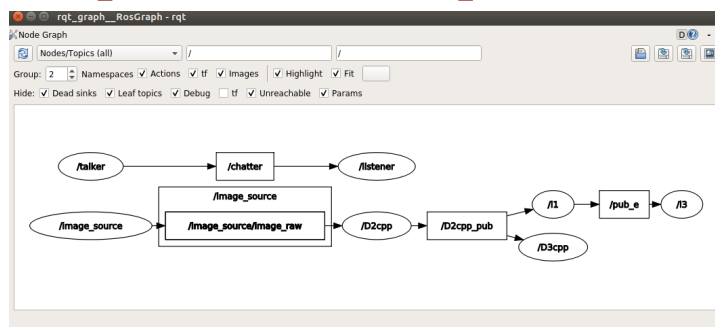 rqt_graph__RosGraph - rqt
Node Graph
D
-
Nodes/Topics (all)
/
/
Group: 2 Namespaces ✓ Actions ✓ tf ✓ Images ✓ Highlight ✓ Fit
Hide: ✓ Dead sinks ✓ Leaf topics ✓ Debug tf ✓ Unreachable ✓ Params
/talker
/chatter
/listener
/image_source
/image_source
/image_source/image_raw
/D2cpp
/D2cpp_pub
/l1
/pub_e
/l3
/D3cpp